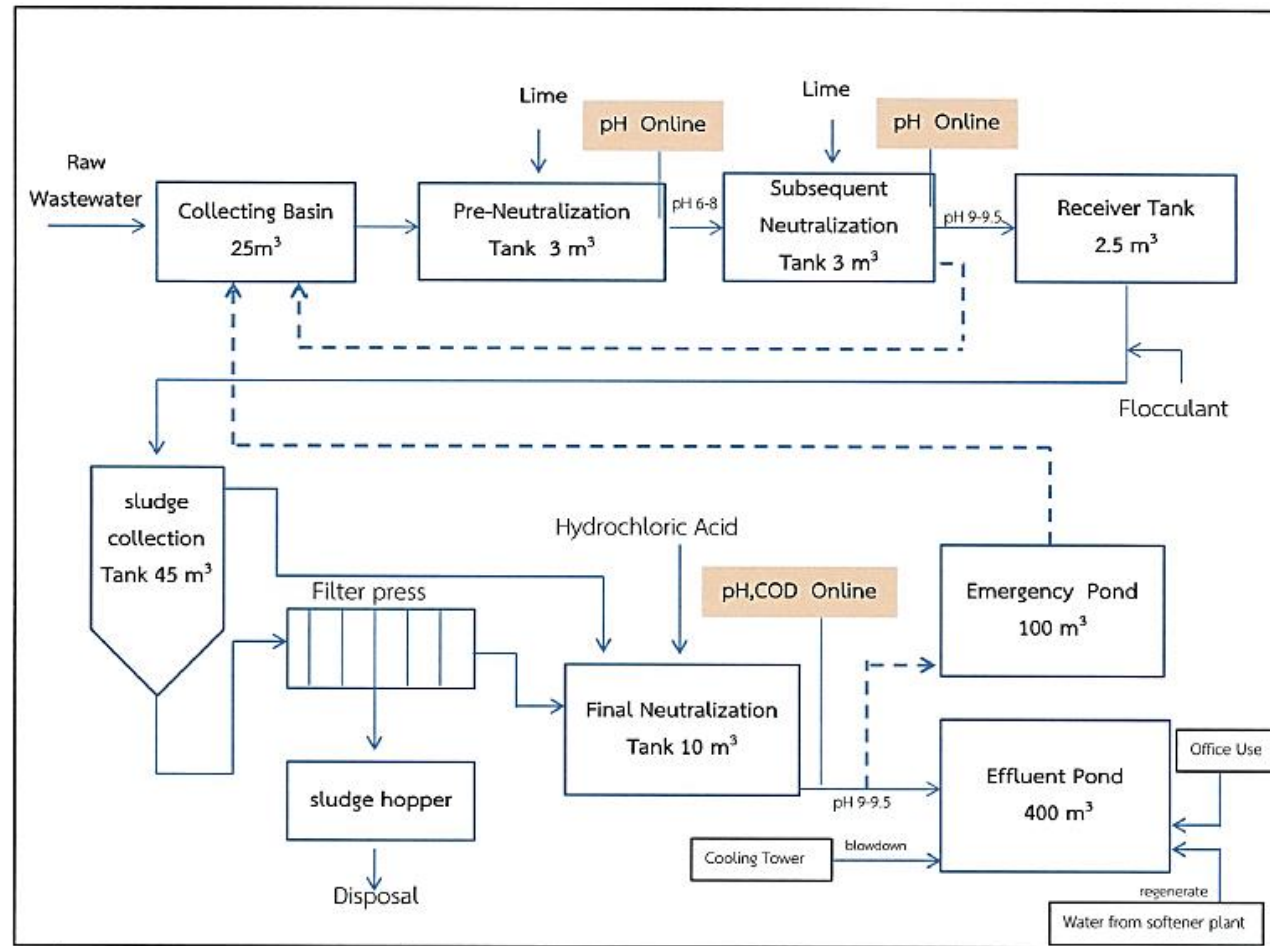 Lime
pH Online
Lime
pH Online
Raw
Wastewater
Collecting Basin
25m³
Pre-Neutralization
Tank 3 m³
pH 6-8
Subsequent
Neutralization
Tank 3 m³
pH 9-9.5
Receiver Tank
2.5 m³
Flocculant
sludge
collection
Tank 45 m³
Filter press
Hydrochloric Acid
pH,COD Online
Emergency Pond
100 m³
Final Neutralization
Tank 10 m³
pH 9-9.5
Effluent Pond
400 m³
Office Use
sludge hopper
Cooling Tower
blowdown
Disposal
regenerate
Water from softener plant